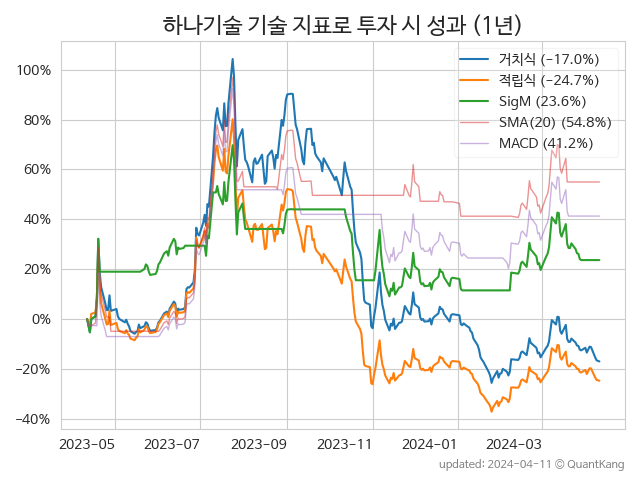 하나기술 기술 지표로 투자 시 성과 (1년)
거치식 (−17.0%)
적립식 (−24.7%)
SigM (23.6%)
SMA(20) (54.8%)
MACD (41.2%)
100%
80%
60%
40%
20%
0%
−20%
−40%
2023-05 2023-07 2023-09 2023-11 2024-01 2024-03
updated: 2024-04-11 © QuantKang